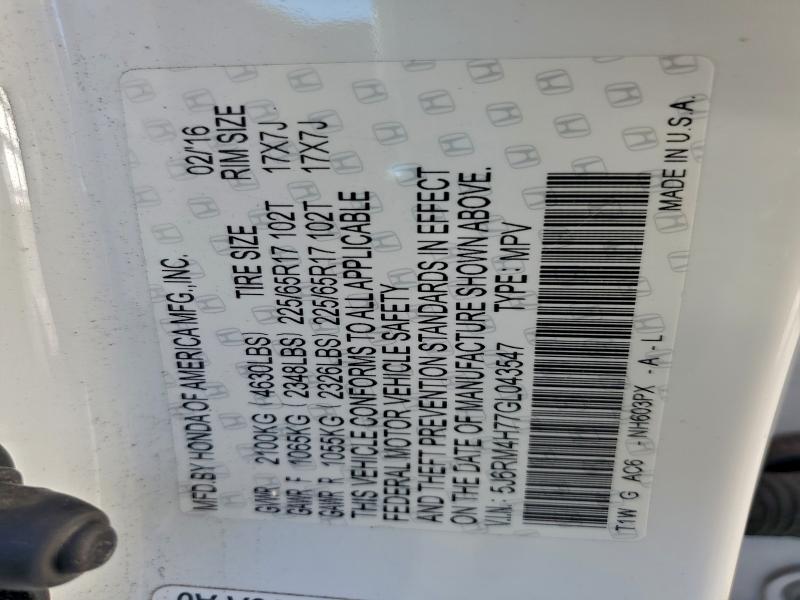 MFD.BY HONDA OF AMERICA MFG.,INC. 02/'16
GVWR 2100KG (4630LBS) TIRE SIZE RIM SIZE
GAWR F 1065KG (2348LBS) 225/65R17 102T 17X7J
GAWR R 1055KG (2326LBS) 225/65R17 102T 17X7J
THIS VEHICLE CONFORMS TO ALL APPLICABLE
FEDERAL MOTOR VEHICLE SAFETY
AND THEFT PREVENTION STANDARDS IN EFFECT
ON THE DATE OF MANUFACTURE SHOWN ABOVE.
V.I.N.: 5J6RM4H77GL043547 TYPE: MPV
T1W G AC6 - NH603PX - A - L MADE IN U.S.A.